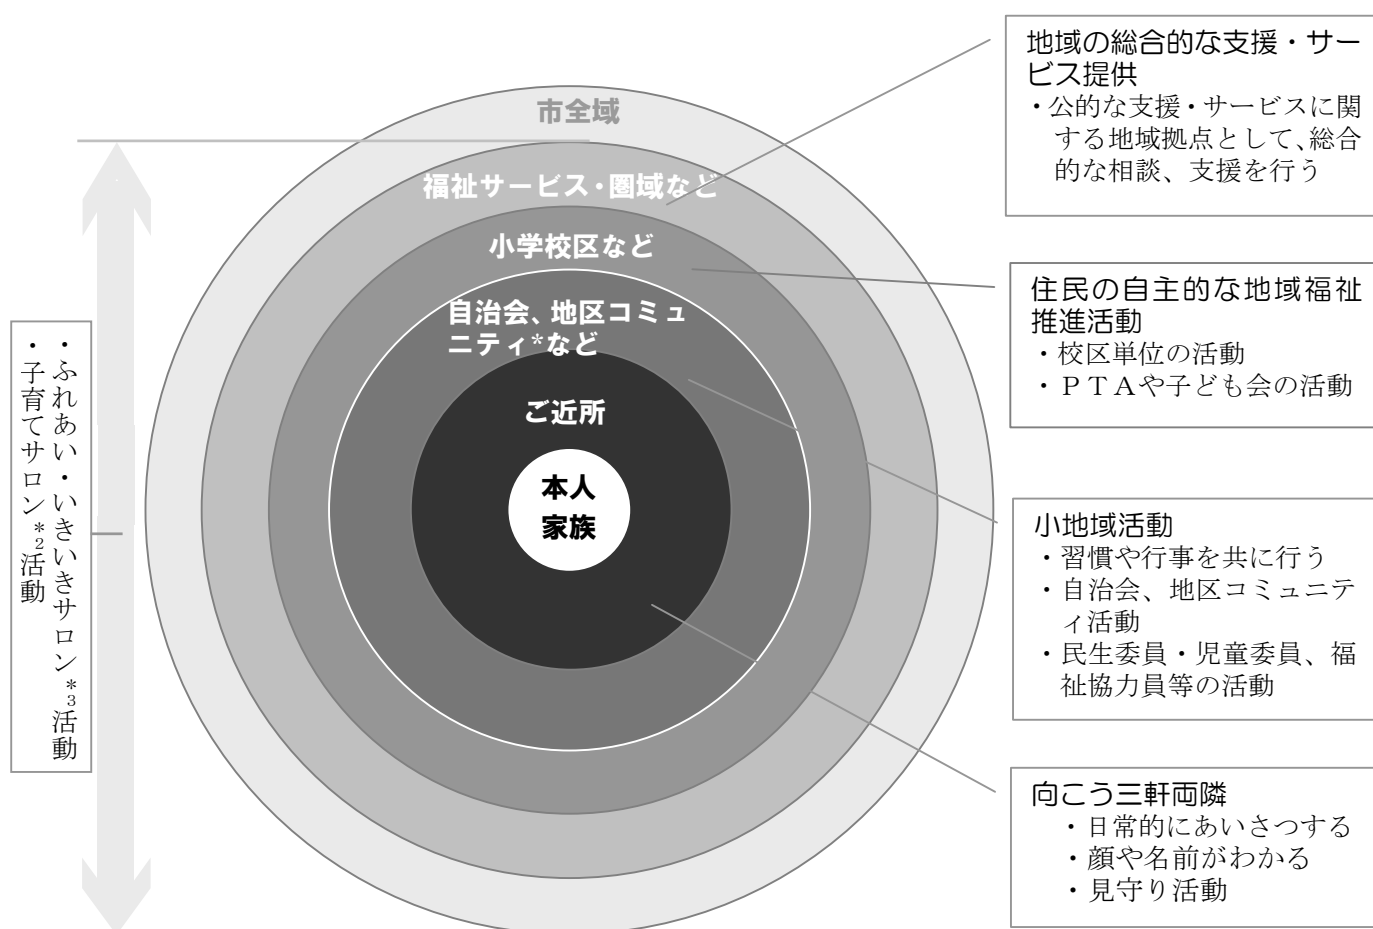 市全域
福祉サービス・圏域など
小学校区など
自治会、地区コミュ
ニティ*など
ご近所
本人
家族
・ふれあい・いきいきサロン*3活動
・子育てサロン*2活動
地域の総合的な支援・サー
ビス提供
・公的な支援・サービスに関
する地域拠点として、総合
的な相談、支援を行う
住民の自主的な地域福祉
推進活動
・校区単位の活動
・ＰＴＡや子ども会の活動
小地域活動
・習慣や行事を共に行う
・自治会、地区コミュニテ
ィ活動
・民生委員・児童委員、福
祉協力員等の活動
向こう三軒両隣
・日常的にあいさつする
・顔や名前がわかる
・見守り活動